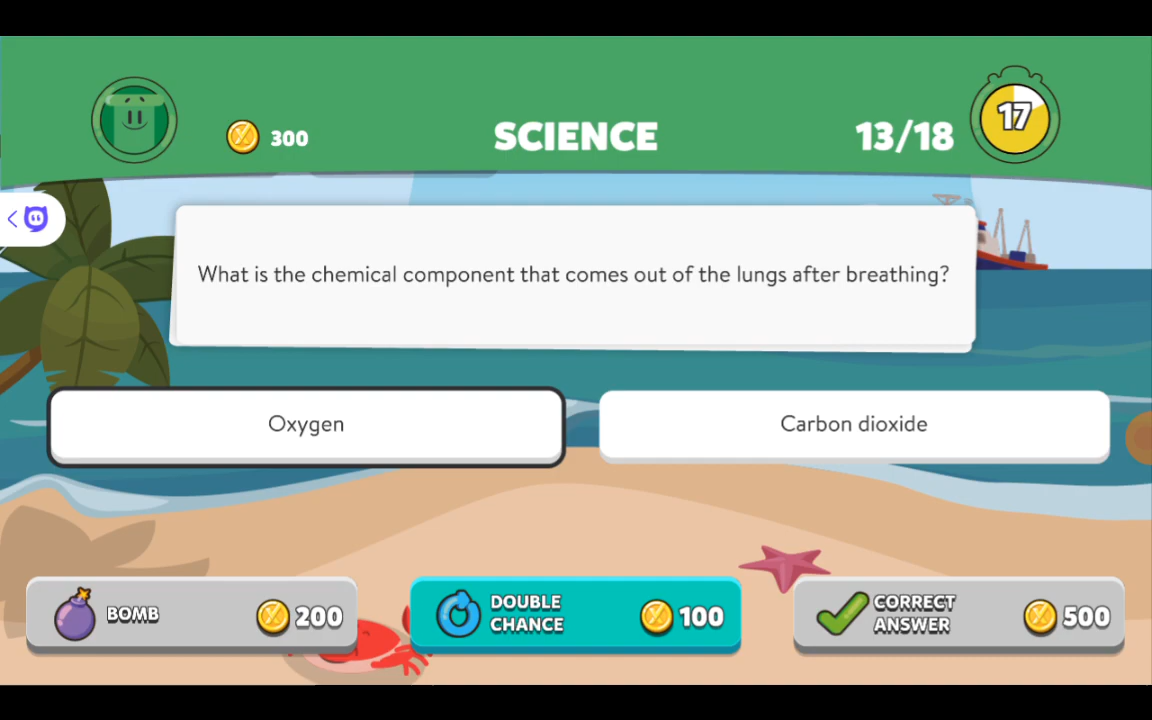 300
SCIENCE
13/18
17
What is the chemical component that comes out of the lungs after breathing?
Oxygen
Carbon dioxide
BOMB
200
DOUBLE
CHANCE
100
CORRECT
ANSWER
500